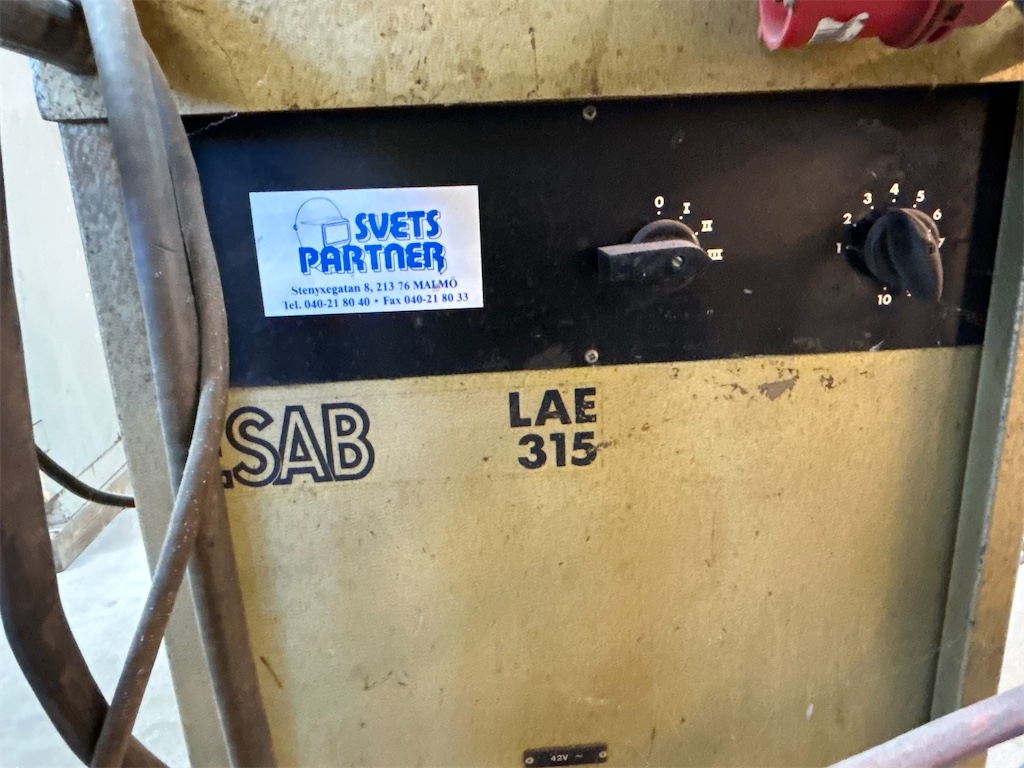 SVETS
PARTNER
Stenyxegatan 8, 213 76 MALMÖ
Tel. 040-21 80 40 • Fax 040-21 80 33
0 I II III
1 2 3 4 5 6 7 10
ESAB
LAE
315
42V ~